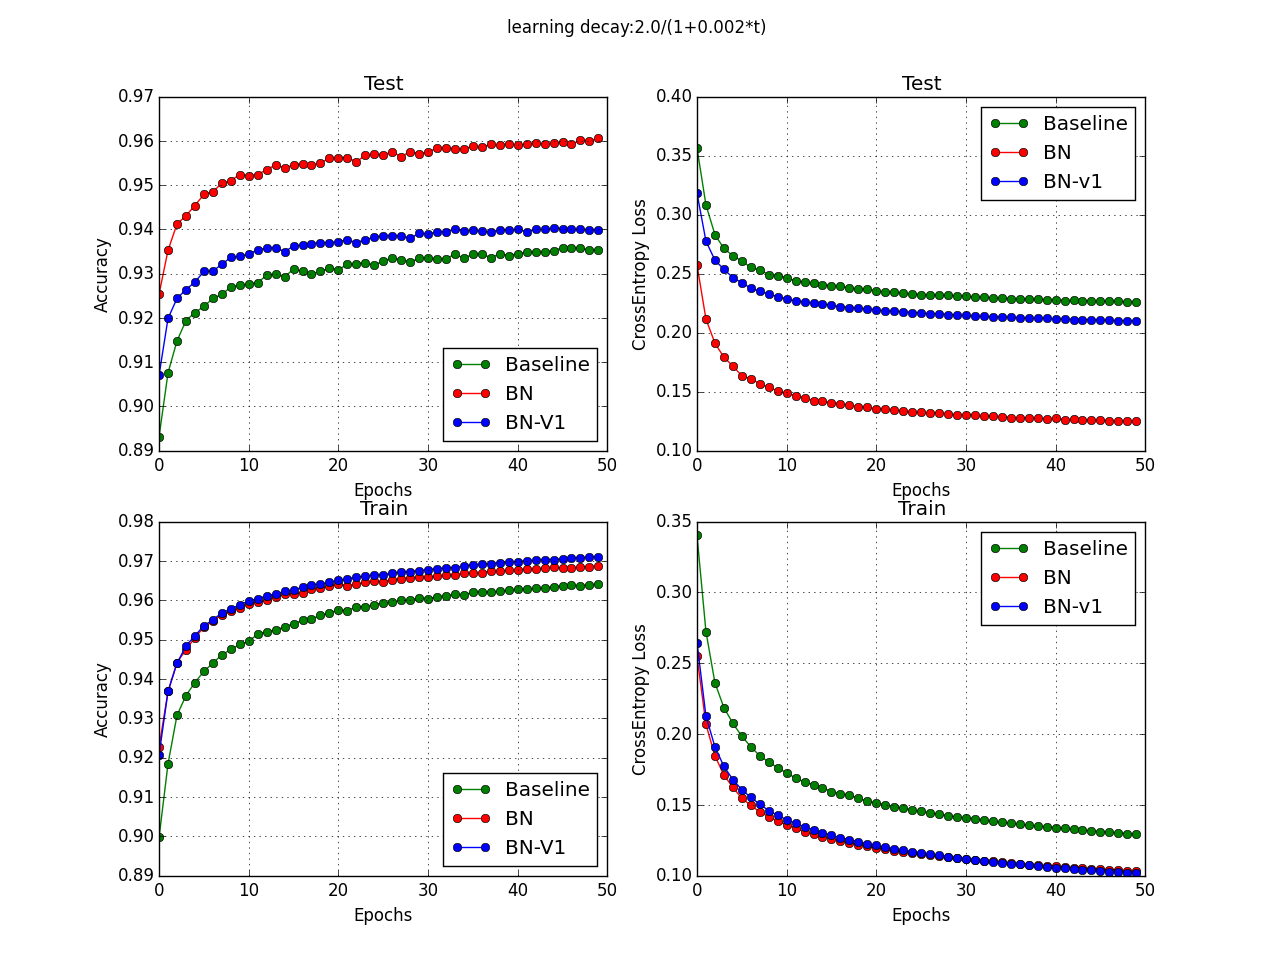 learning decay:2.0/(1+0.002*t)
Test
0.97
0.96
0.95
0.94
0.93
0.92
0.91
0.90
0.89
Accuracy
Baseline
BN
BN-V1
0 10 20 30 40 50
Epochs
Test
0.40
0.35
0.30
0.25
0.20
0.15
0.10
CrossEntropy Loss
Baseline
BN
BN-v1
0 10 20 30 40 50
Epochs
Train
0.98
0.97
0.96
0.95
0.94
0.93
0.92
0.91
0.90
0.89
Accuracy
Baseline
BN
BN-V1
0 10 20 30 40 50
Epochs
Train
0.35
0.30
0.25
0.20
0.15
0.10
CrossEntropy Loss
Baseline
BN
BN-v1
0 10 20 30 40 50
Epochs